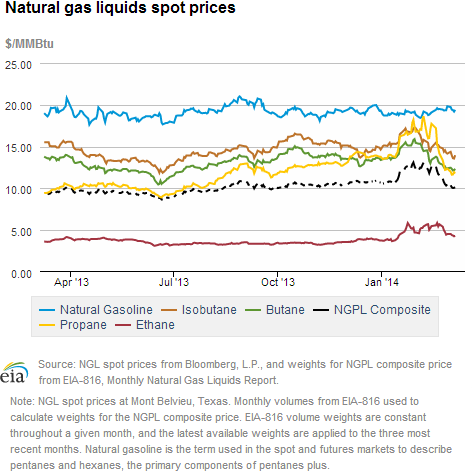 Natural gas liquids spot prices
$/MMBtu
25.00
20.00
15.00
10.00
5.00
0.00
Apr '13 Jul '13 Oct '13 Jan '14
Natural Gasoline Isobutane Butane NGPL Composite
Propane Ethane
eia
Source: NGL spot prices from Bloomberg, L.P., and weights for NGPL composite price
from EIA-816, Monthly Natural Gas Liquids Report.
Note: NGL spot prices at Mont Belvieu, Texas. Monthly volumes from EIA-816 used to
calculate weights for the NGPL composite price. EIA-816 volume weights are constant
throughout a given month, and the latest available weights are applied to the three most
recent months. Natural gasoline is the term used in the spot and futures markets to describe
pentanes and hexanes, the primary components of pentanes plus.